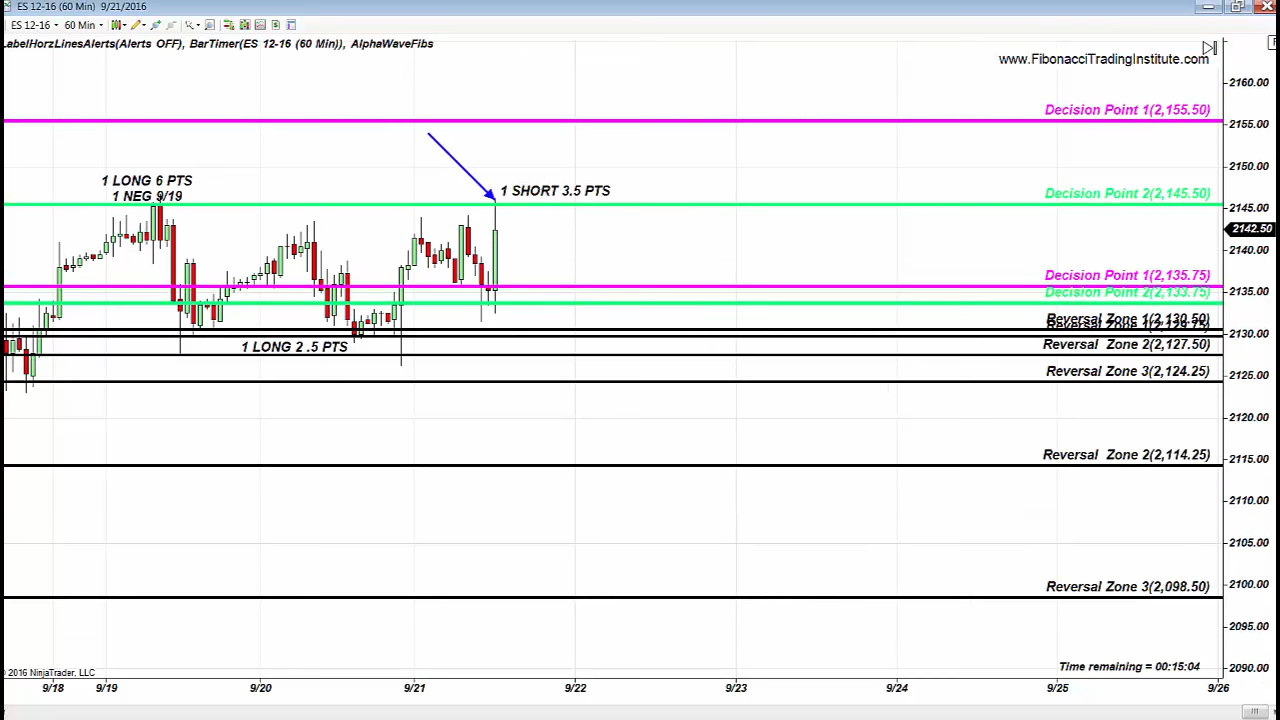 ES 12-16 (60 Min) 9/21/2016
ES 12-16 60 Min
LabelHorzLinesAlerts(Alerts OFF), BarTimer(ES 12-16 (60 Min)), AlphaWaveFibs
www.FibonacciTradingInstitute.com
2160.00
Decision Point 1(2,155.50)
2155.00
2150.00
1 LONG 6 PTS
1 NEG 9/19
1 SHORT 3.5 PTS
Decision Point 2(2,145.50)
2145.00
2142.50
2140.00
Decision Point 1(2,135.75)
2135.00
Decision Point 2(2,133.75)
Reversal Zone 1(2,130.50)
Reversal Zone 1(2,129.75)
2130.00
1 LONG 2 .5 PTS
Reversal Zone 2(2,127.50)
2125.00
Reversal Zone 3(2,124.25)
2120.00
Reversal Zone 2(2,114.25)
2115.00
2110.00
2105.00
2100.00
Reversal Zone 3(2,098.50)
2095.00
2090.00
Time remaining = 00:15:04
© 2016 NinjaTrader, LLC
9/18 9/19 9/20 9/21 9/22 9/23 9/24 9/25 9/26